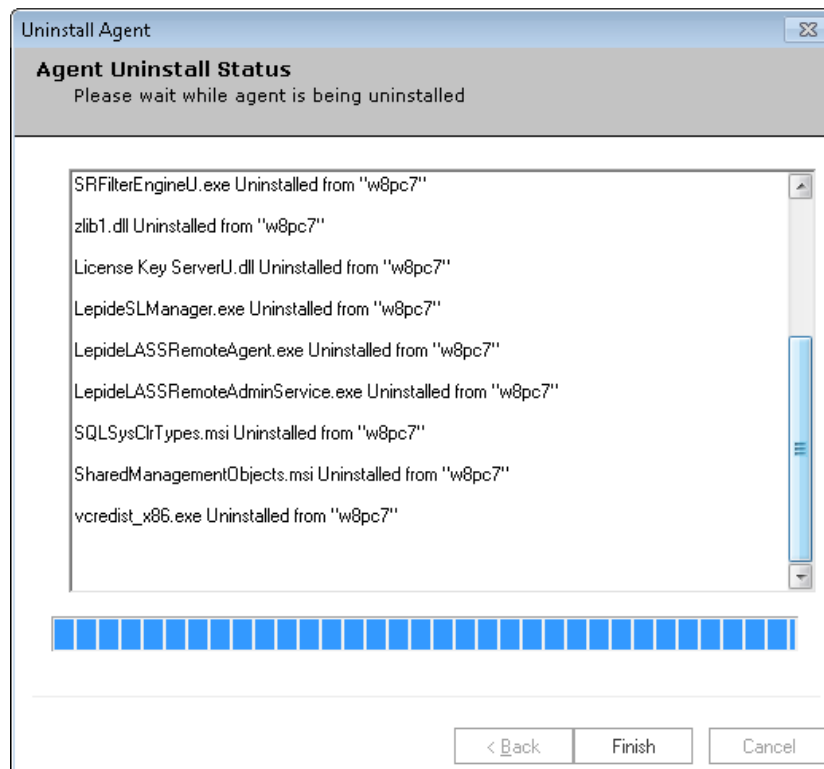 Uninstall Agent
Agent Uninstall Status
Please wait while agent is being uninstalled
SRFilterEngineU.exe Uninstalled from "w8pc7"
zlib1.dll Uninstalled from "w8pc7"
License Key ServerU.dll Uninstalled from "w8pc7"
LepideSLManager.exe Uninstalled from "w8pc7"
LepideLASSRemoteAgent.exe Uninstalled from "w8pc7"
LepideLASSRemoteAdminService.exe Uninstalled from "w8pc7"
SQLSysClrTypes.msi Uninstalled from "w8pc7"
SharedManagementObjects.msi Uninstalled from "w8pc7"
vcredist_x86.exe Uninstalled from "w8pc7"
< Back Finish Cancel